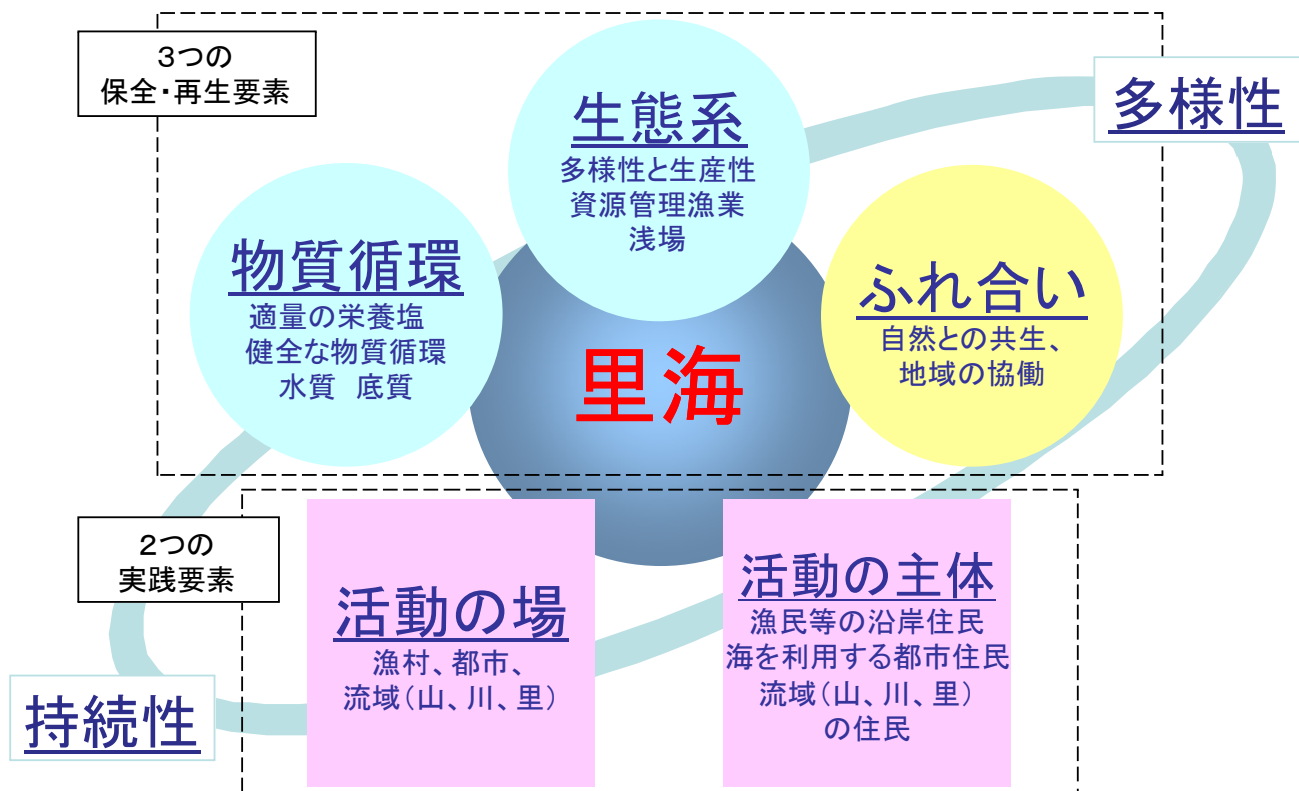 3つの
保全・再生要素
生態系
多様性と生産性
資源管理漁業
浅場
多様性
物質循環
適量の栄養塩
健全な物質循環
水質　底質
ふれ合い
自然との共生、
地域の協働
里海
2つの
実践要素
活動の場
漁村、都市、
流域（山、川、里）
活動の主体
漁民等の沿岸住民
海を利用する都市住民
流域（山、川、里）
の住民
持続性